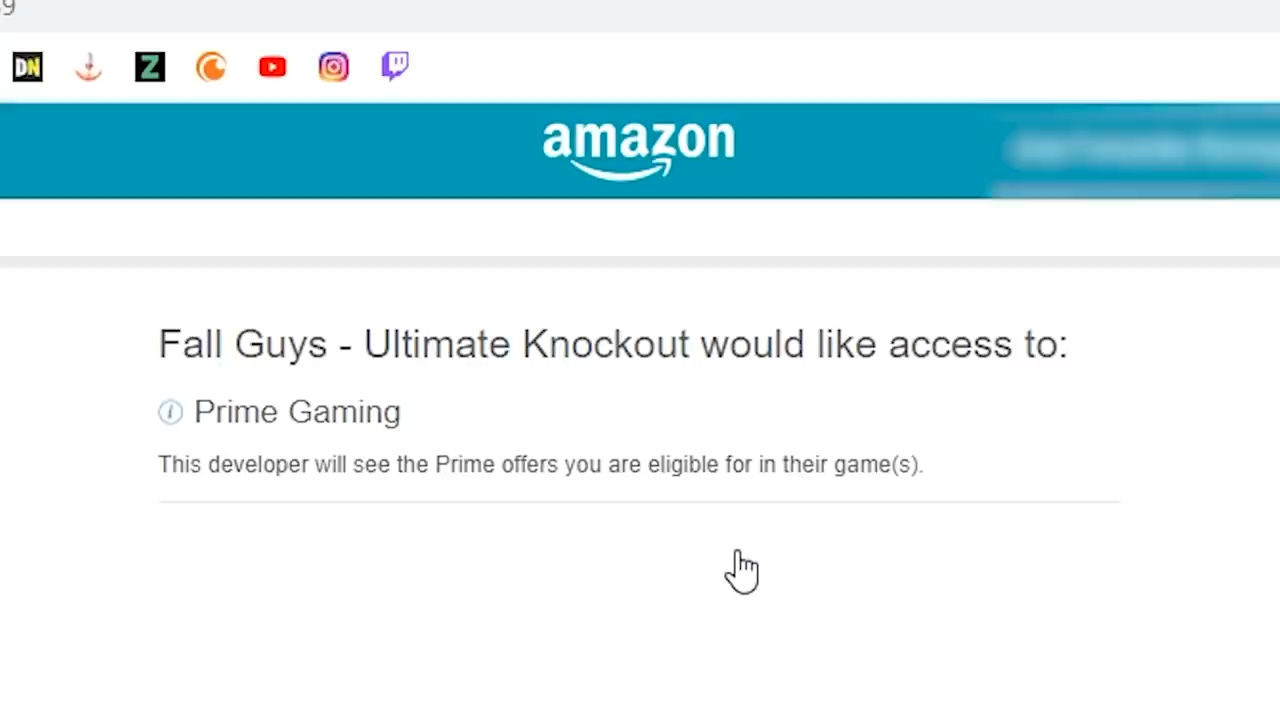 9
DN
Z
amazon
Fall Guys - Ultimate Knockout would like access to:
i Prime Gaming
This developer will see the Prime offers you are eligible for in their game(s).